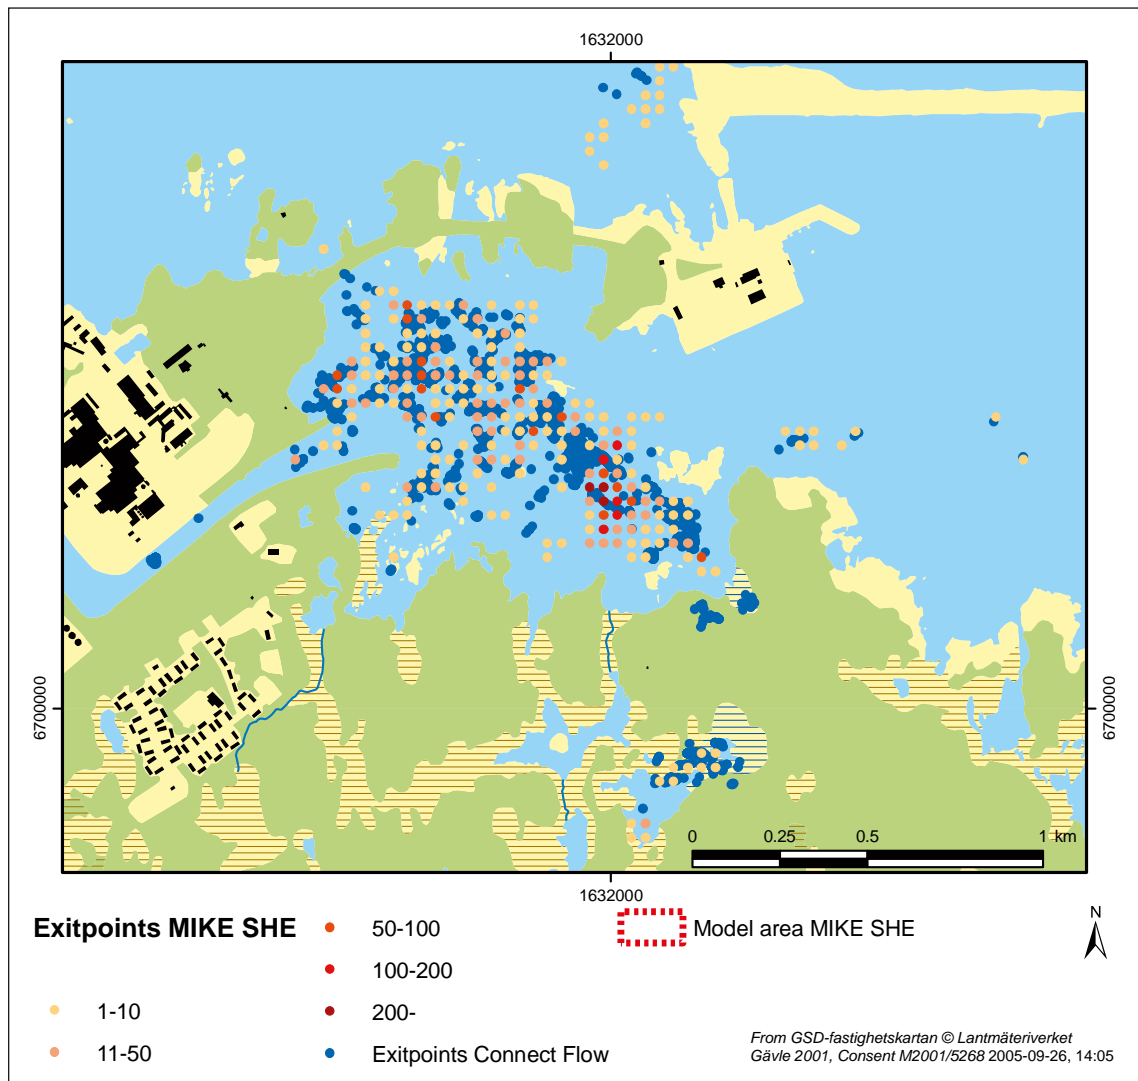 1632000
6700000
6700000
0 0.25 0.5 1 km
1632000
Exitpoints MIKE SHE
1-10
11-50
50-100
100-200
200-
Exitpoints Connect Flow
Model area MIKE SHE
N
From GSD-fastighetskartan © Lantmäteriverket
Gävle 2001, Consent M2001/5268 2005-09-26, 14:05